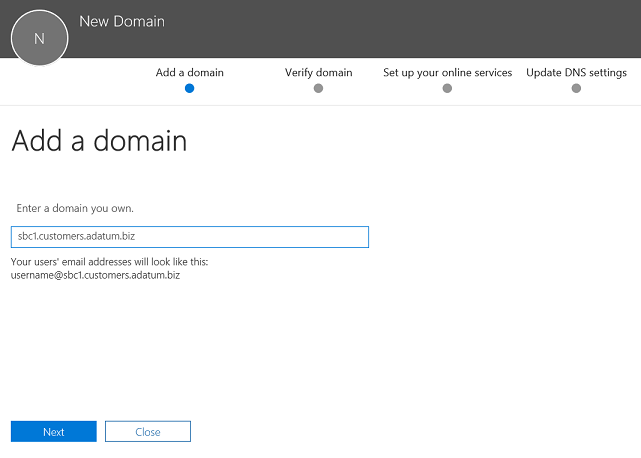 N
New Domain
Add a domain
Verify domain
Set up your online services
Update DNS settings
Add a domain
Enter a domain you own.
sbc1.customers.adatum.biz
Your users' email addresses will look like this:
username@sbc1.customers.adatum.biz
Next
Close